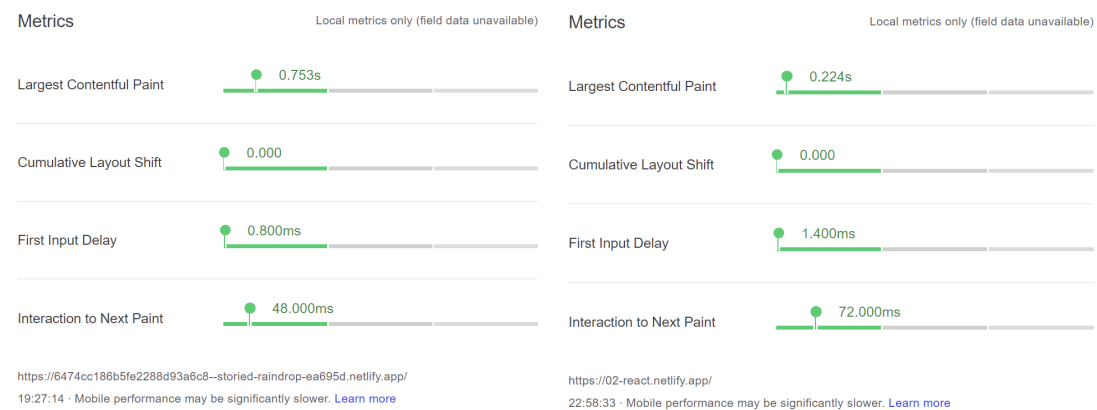 Metrics
Local metrics only (field data unavailable)
Largest Contentful Paint
0.753s
Cumulative Layout Shift
0.000
First Input Delay
0.800ms
Interaction to Next Paint
48.000ms
https://6474cc186b5fe2288d93a6c8--storied-raindrop-ea695d.netlify.app/
19:27:14 · Mobile performance may be significantly slower. Learn more
Metrics
Local metrics only (field data unavailable)
Largest Contentful Paint
0.224s
Cumulative Layout Shift
0.000
First Input Delay
1.400ms
Interaction to Next Paint
72.000ms
https://02-react.netlify.app/
22:58:33 · Mobile performance may be significantly slower. Learn more